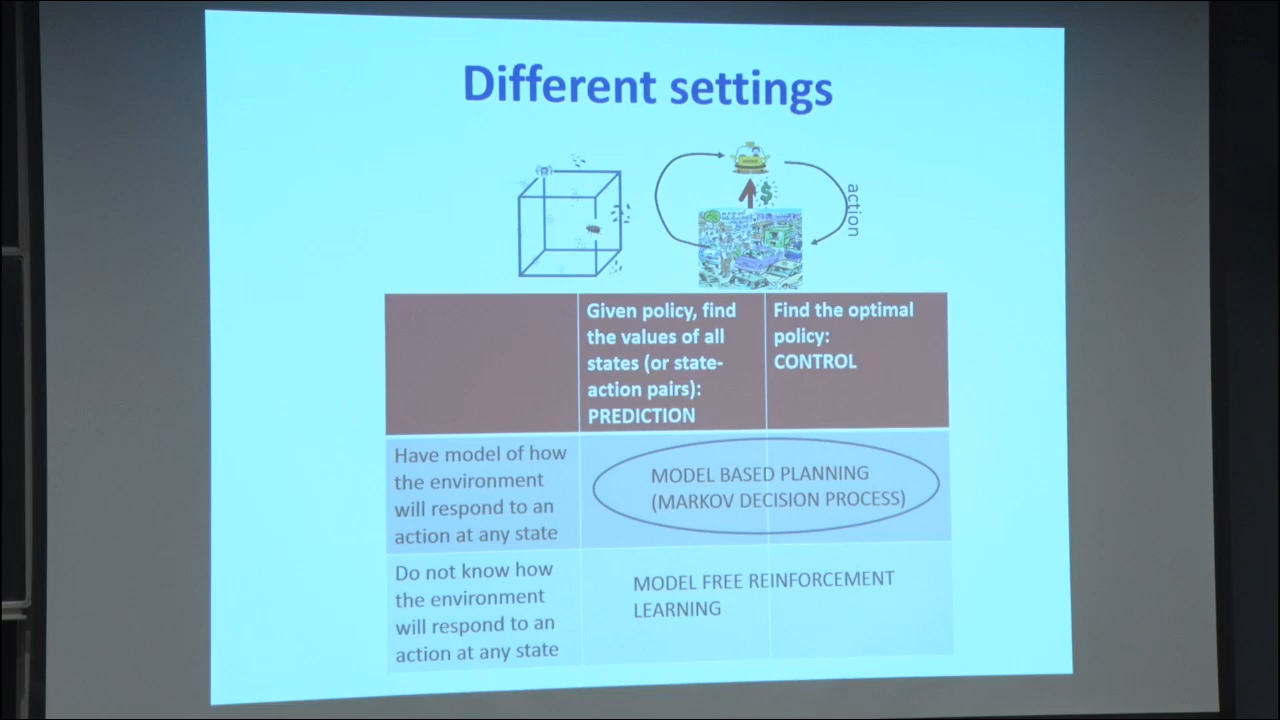 Different settings
$
action
Given policy, find
the values of all
states (or state-
action pairs):
PREDICTION
Find the optimal
policy:
CONTROL
Have model of how
the environment
will respond to an
action at any state
MODEL BASED PLANNING
(MARKOV DECISION PROCESS)
Do not know how
the environment
will respond to an
action at any state
MODEL FREE REINFORCEMENT
LEARNING